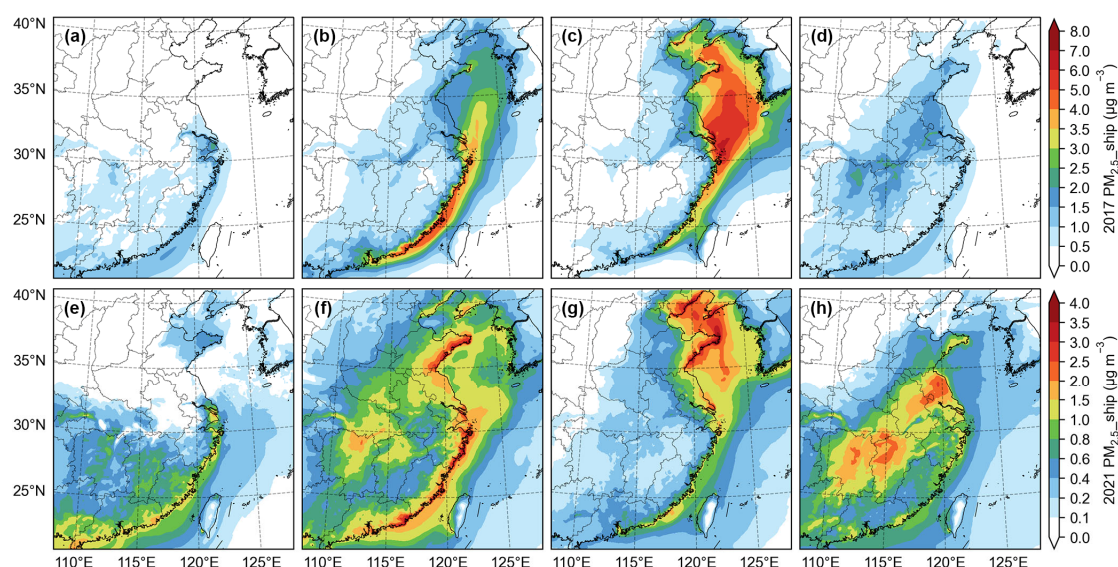 40°N
(a)
(b)
(c)
(d)
35°N
30°N
25°N
8.0
7.0
6.0
5.0
4.0
3.5
3.0
2.5
2.0
1.5
1.0
0.5
0.0
2017 PM2.5_ship (μg m−3)
40°N
(e)
(f)
(g)
(h)
35°N
30°N
25°N
4.0
3.5
3.0
2.5
2.0
1.5
1.0
0.8
0.6
0.4
0.2
0.1
0.0
2021 PM2.5_ship (μg m−3)
110°E 115°E 120°E 125°E 110°E 115°E 120°E 125°E 110°E 115°E 120°E 125°E 110°E 115°E 120°E 125°E